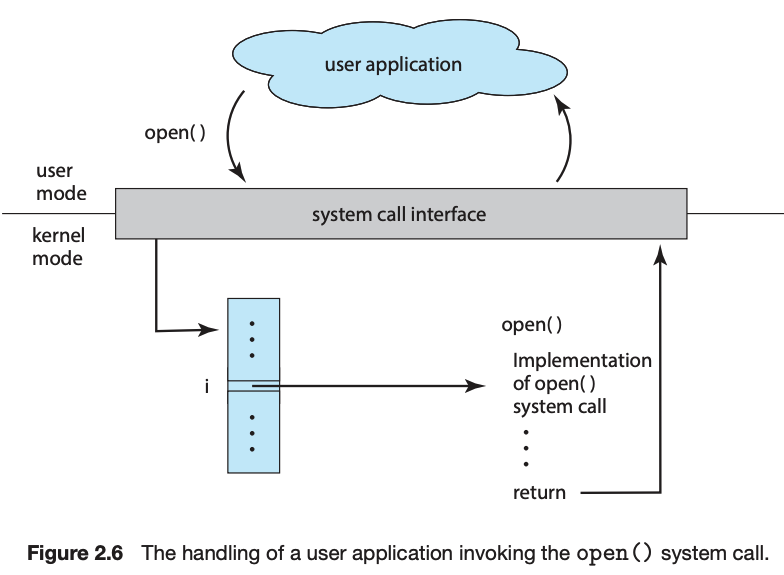 user application
open()
user
mode
system call interface
kernel
mode
open()
i
Implementation
of open()
system call
return
Figure 2.6 The handling of a user application invoking the open() system call.